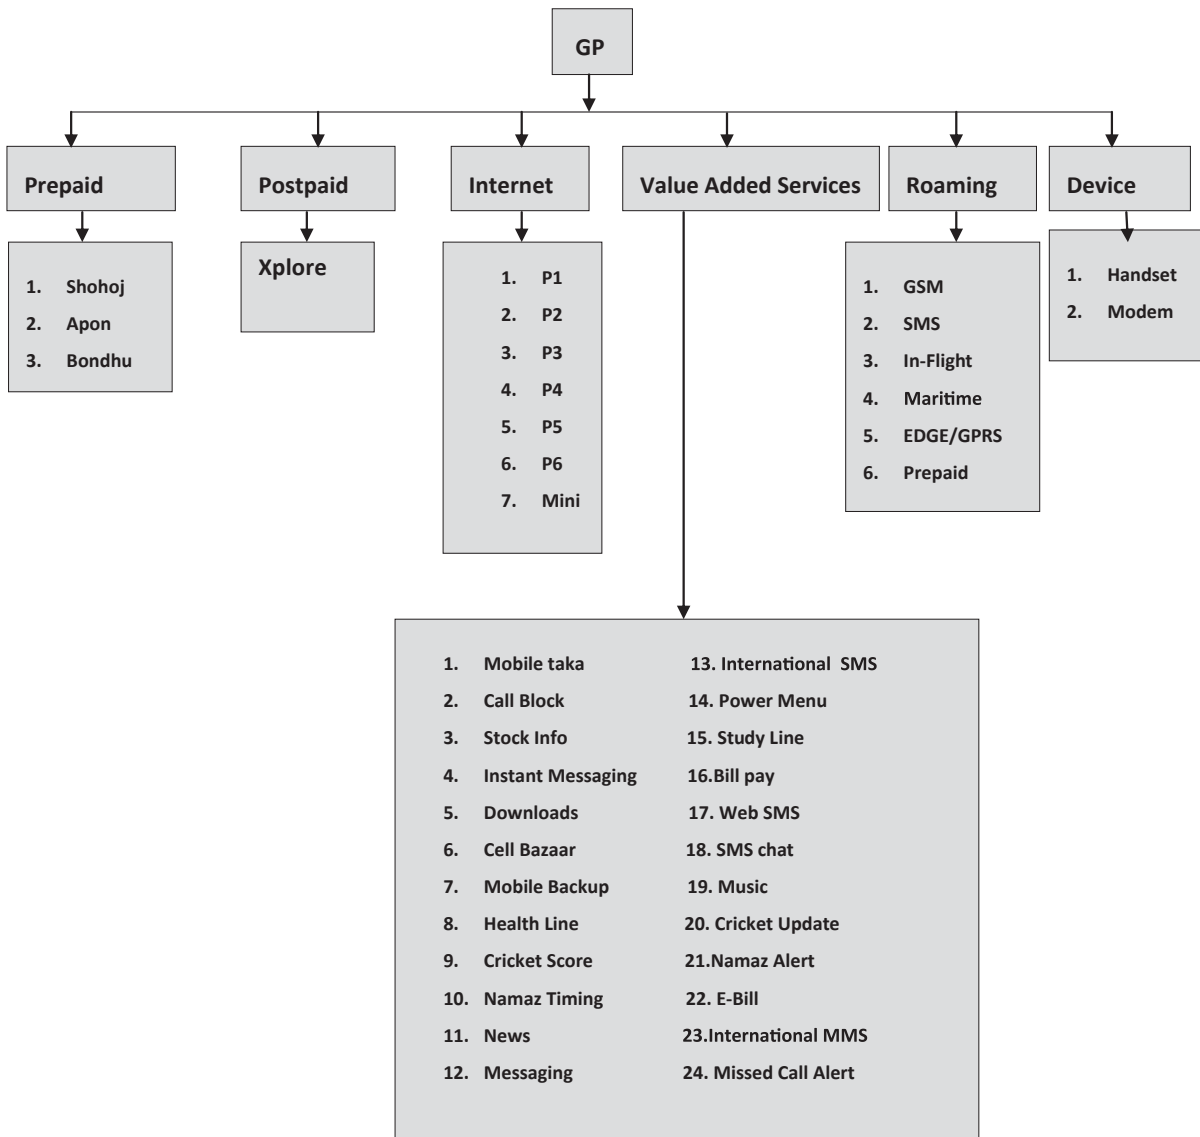 GP
Prepaid
Postpaid
Internet
Value Added Services
Roaming
Device
1. Shohoj
2. Apon
3. Bondhu
Xplore
1. P1
2. P2
3. P3
4. P4
5. P5
6. P6
7. Mini
1. GSM
2. SMS
3. In-Flight
4. Maritime
5. EDGE/GPRS
6. Prepaid
1. Handset
2. Modem
1. Mobile taka
2. Call Block
3. Stock Info
4. Instant Messaging
5. Downloads
6. Cell Bazaar
7. Mobile Backup
8. Health Line
9. Cricket Score
10. Namaz Timing
11. News
12. Messaging
13. International SMS
14. Power Menu
15. Study Line
16.Bill pay
17. Web SMS
18. SMS chat
19. Music
20. Cricket Update
21.Namaz Alert
22. E-Bill
23.International MMS
24. Missed Call Alert